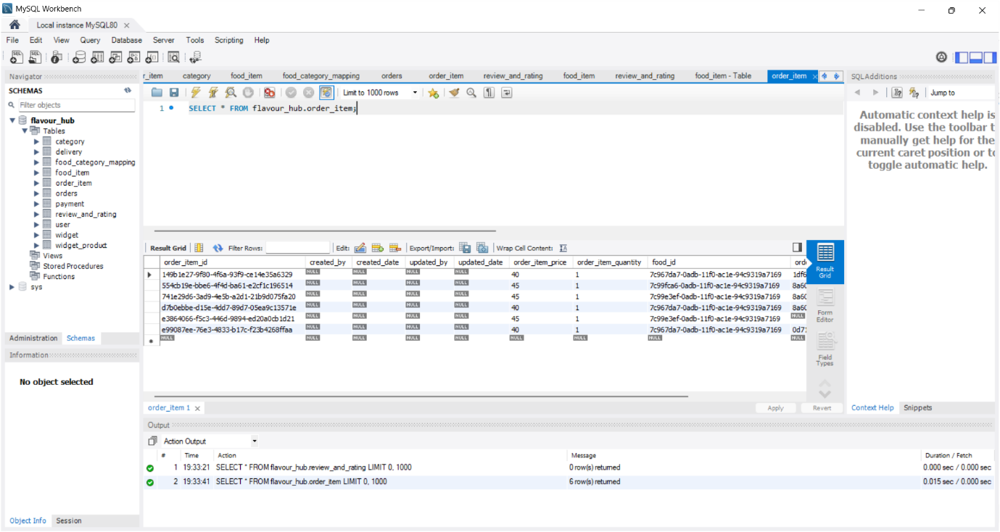 MySQL Workbench
Local instance MySQL80
File Edit View Query Database Server Tools Scripting Help
Navigator
SCHEMAS
Filter objects
flavour_hub
Tables
category
delivery
food_category_mapping
food_item
order_item
orders
payment
review_and_rating
user
widget
widget_product
Views
Stored Procedures
Functions
sys
Administration Schemas
Information
No object selected
Object Info Session
r_item category food_item food_category_mapping orders order_item review_and_rating food_item review_and_rating food_item - Table order_item
Limit to 1000 rows
1 SELECT * FROM flavour_hub.order_item;
Result Grid Filter Rows: Edit: Export/Import: Wrap Cell Content:
order_item_id created_by created_date updated_by updated_date order_item_price order_item_quantity food_id ord
149b1e27-9f80-4f6a-93f9-ce14e35a6329 NULL NULL NULL NULL 40 1 7c967da7-0adb-11f0-ac1e-94c9319a7169 1df6
554cb19e-bbe6-4f4d-ba61-e2cf1c196514 NULL NULL NULL NULL 45 1 7c99fca6-0adb-11f0-ac1e-94c9319a7169 8a60
741e29d6-3ad9-4e5b-a2d1-21b9d075fa20 NULL NULL NULL NULL 45 1 7c99e3ef-0adb-11f0-ac1e-94c9319a7169 8a60
d7b0ebbe-d15e-4dd7-89d7-05ea9c13571e NULL NULL NULL NULL 40 1 7c967da7-0adb-11f0-ac1e-94c9319a7169 8a60
e3864066-f5c3-446d-9894-ed20a0cb1d21 NULL NULL NULL NULL 45 1 7c99e3ef-0adb-11f0-ac1e-94c9319a7169 NULL
e99087ee-76e3-4833-b17c-f23b4268ffaa NULL NULL NULL NULL 40 1 7c967da7-0adb-11f0-ac1e-94c9319a7169 0d71
NULL NULL NULL NULL NULL NULL NULL NULL NULL
Result
Grid
Form
Editor
Field
Types
order_item 1
Apply Revert
Output
Action Output
# Time Action Message Duration / Fetch
1 19:33:21 SELECT * FROM flavour_hub.review_and_rating LIMIT 0, 1000 0 row(s) returned 0.000 sec / 0.000 sec
2 19:33:41 SELECT * FROM flavour_hub.order_item LIMIT 0, 1000 6 row(s) returned 0.015 sec / 0.000 sec
SQLAdditions
Jump to
Automatic context help is
disabled. Use the toolbar t
manually get help for the
current caret position or to
toggle automatic help.
Context Help Snippets